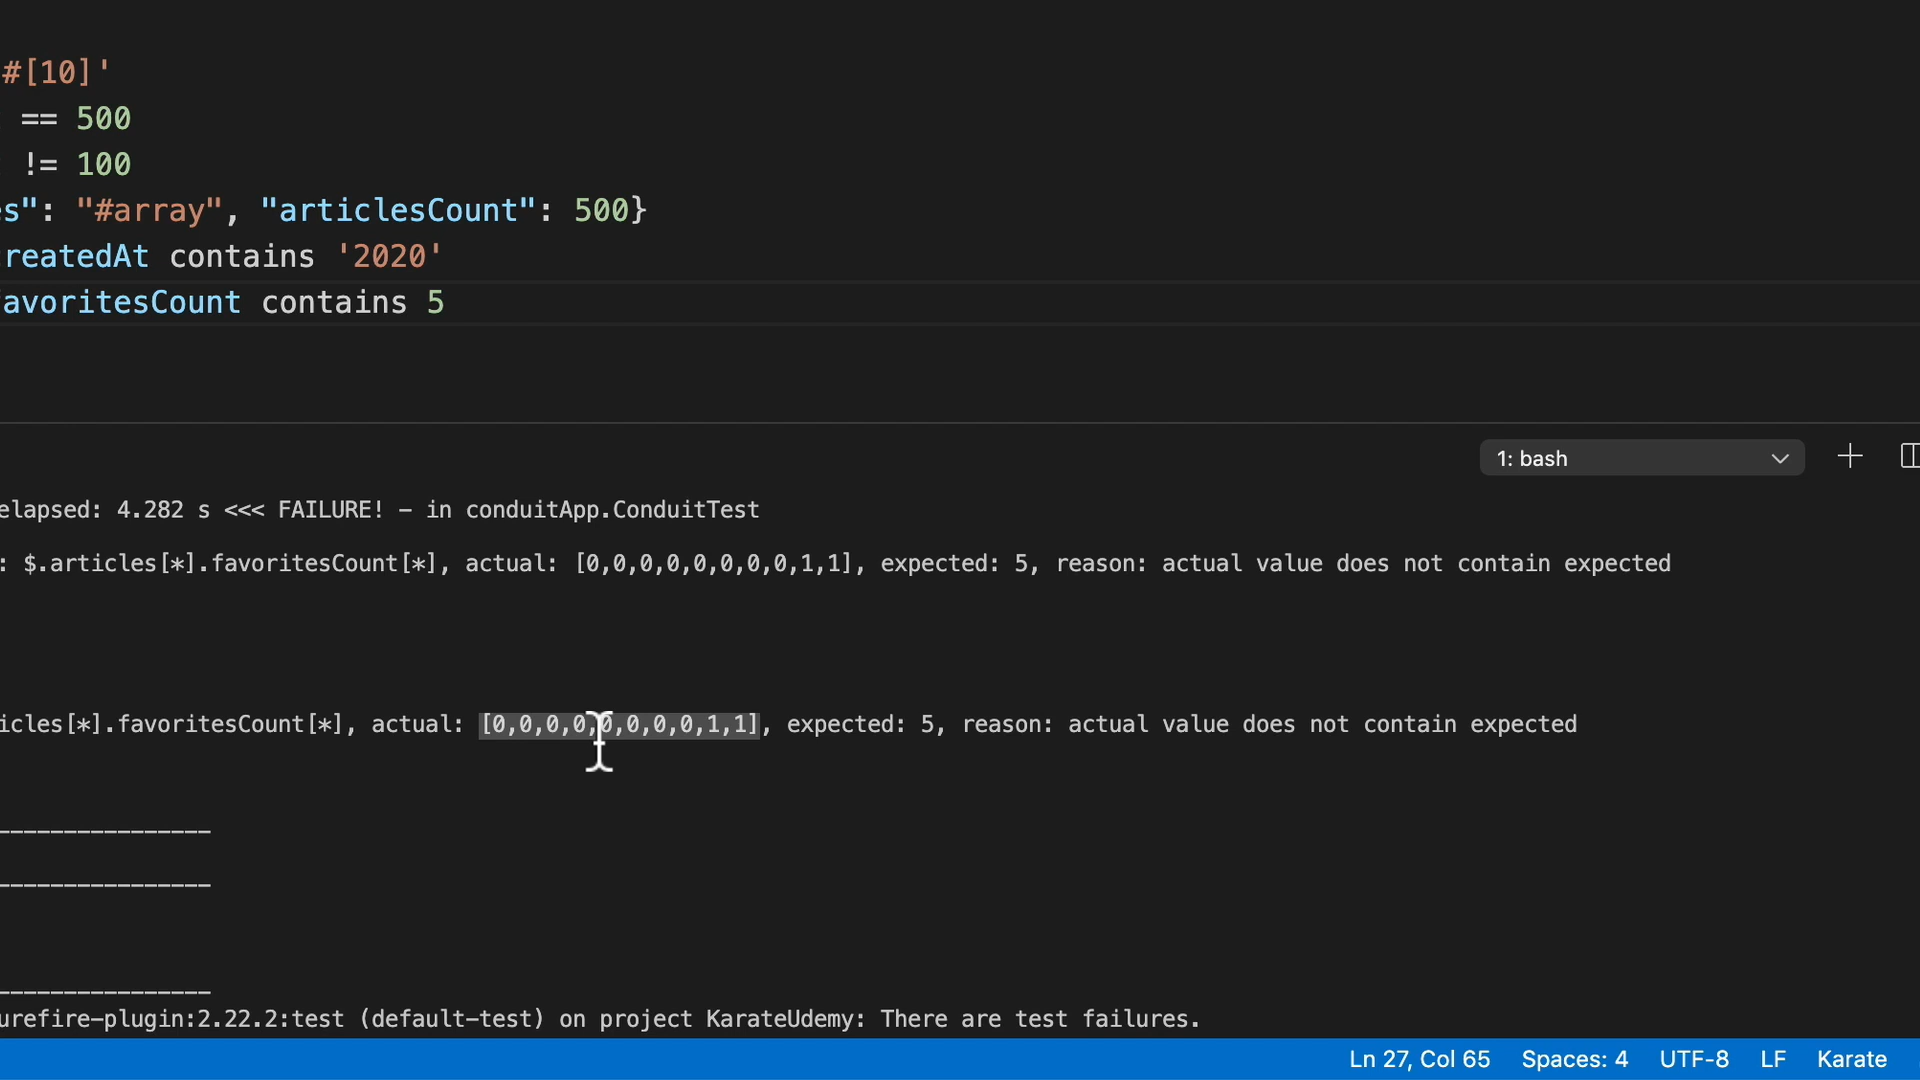 #[10]'
== 500
!= 100
s": "#array", "articlesCount": 500}
reatedAt contains '2020'
avoritesCount contains 5
1: bash
elapsed: 4.282 s <<< FAILURE! - in conduitApp.ConduitTest
: $.articles[*].favoritesCount[*], actual: [0,0,0,0,0,0,0,0,1,1], expected: 5, reason: actual value does not contain expected
icles[*].favoritesCount[*], actual: [0,0,0,0,0,0,0,0,1,1], expected: 5, reason: actual value does not contain expected
---------------
---------------
---------------
urefire-plugin:2.22.2:test (default-test) on project KarateUdemy: There are test failures.
Ln 27, Col 65 Spaces: 4 UTF-8 LF Karate